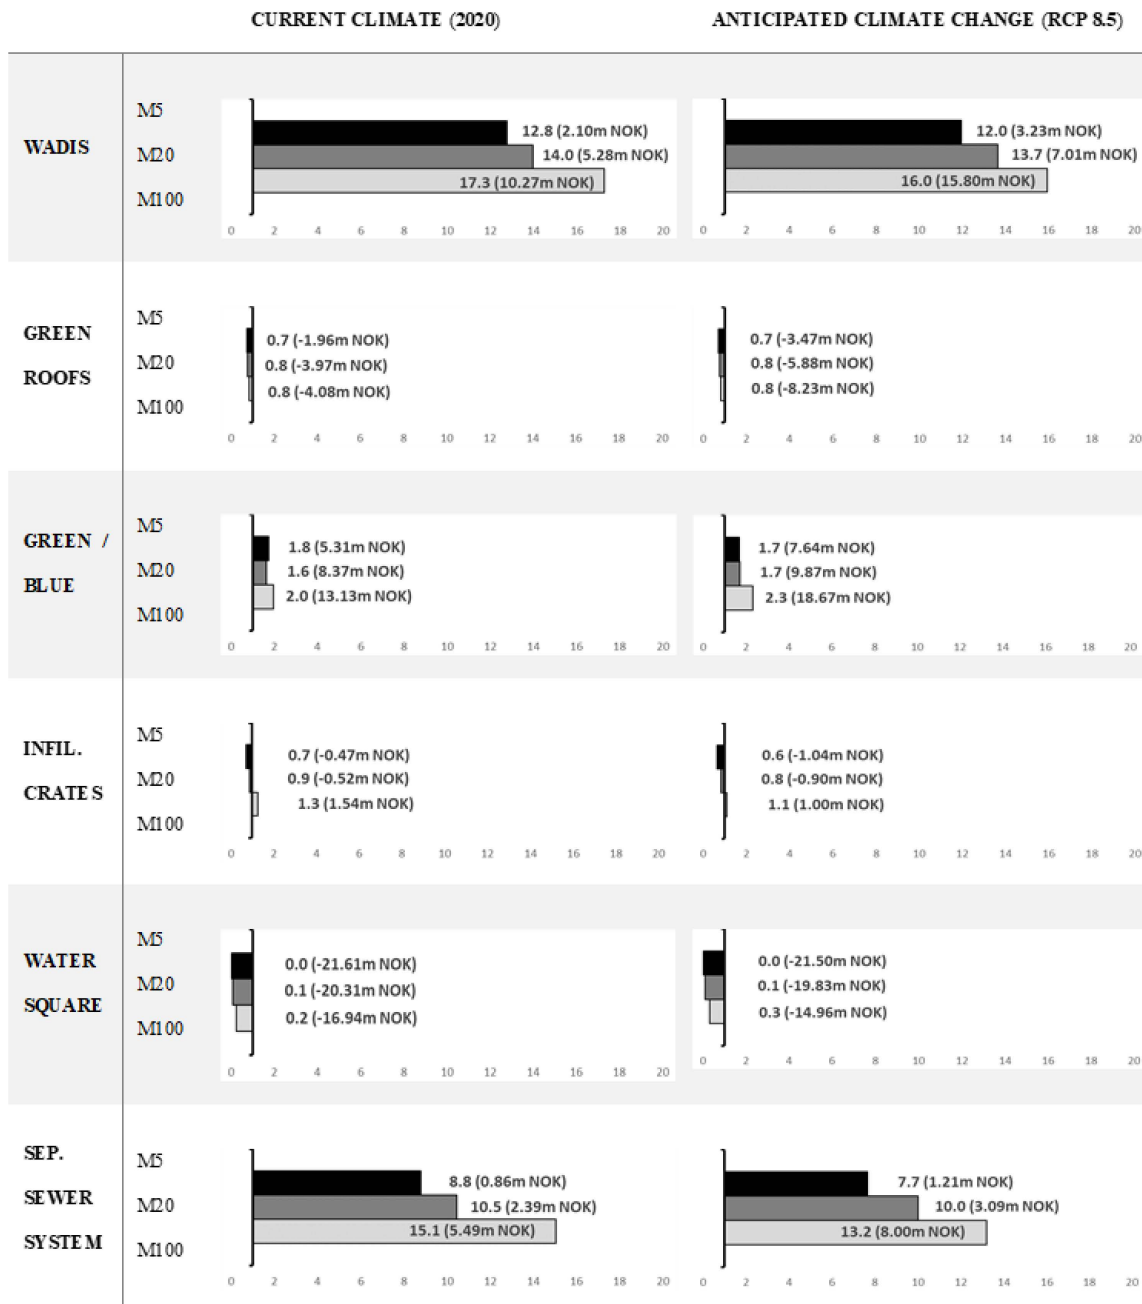 CURRENT CLIMATE (2020) ANTICIPATED CLIMATE CHANGE (RCP 8.5)
WADIS
M5
M20
M100
12.8 (2.10m NOK)
14.0 (5.28m NOK)
17.3 (10.27m NOK)
0 2 4 6 8 10 12 14 16 18 20
12.0 (3.23m NOK)
13.7 (7.01m NOK)
16.0 (15.80m NOK)
0 2 4 6 8 10 12 14 16 18 20
GREEN
ROOFS
M5
M20
M100
0.7 (-1.96m NOK)
0.8 (-3.97m NOK)
0.8 (-4.08m NOK)
0 2 4 6 8 10 12 14 16 18 20
0.7 (-3.47m NOK)
0.8 (-5.88m NOK)
0.8 (-8.23m NOK)
0 2 4 6 8 10 12 14 16 18 20
GREEN /
BLUE
M5
M20
M100
1.8 (5.31m NOK)
1.6 (8.37m NOK)
2.0 (13.13m NOK)
0 2 4 6 8 10 12 14 16 18 20
1.7 (7.64m NOK)
1.7 (9.87m NOK)
2.3 (18.67m NOK)
0 2 4 6 8 10 12 14 16 18 20
INFIL.
CRATES
M5
M20
M100
0.7 (-0.47m NOK)
0.9 (-0.52m NOK)
1.3 (1.54m NOK)
0 2 4 6 8 10 12 14 16 18 20
0.6 (-1.04m NOK)
0.8 (-0.90m NOK)
1.1 (1.00m NOK)
0 2 4 6 8 10 12 14 16 18 20
WATER
SQUARE
M5
M20
M100
0.0 (-21.61m NOK)
0.1 (-20.31m NOK)
0.2 (-16.94m NOK)
0 2 4 6 8 10 12 14 16 18 20
0.0 (-21.50m NOK)
0.1 (-19.83m NOK)
0.3 (-14.96m NOK)
0 2 4 6 8 10 12 14 16 18 20
SEP.
SEWER
SYSTEM
M5
M20
M100
8.8 (0.86m NOK)
10.5 (2.39m NOK)
15.1 (5.49m NOK)
0 2 4 6 8 10 12 14 16 18 20
7.7 (1.21m NOK)
10.0 (3.09m NOK)
13.2 (8.00m NOK)
0 2 4 6 8 10 12 14 16 18 20